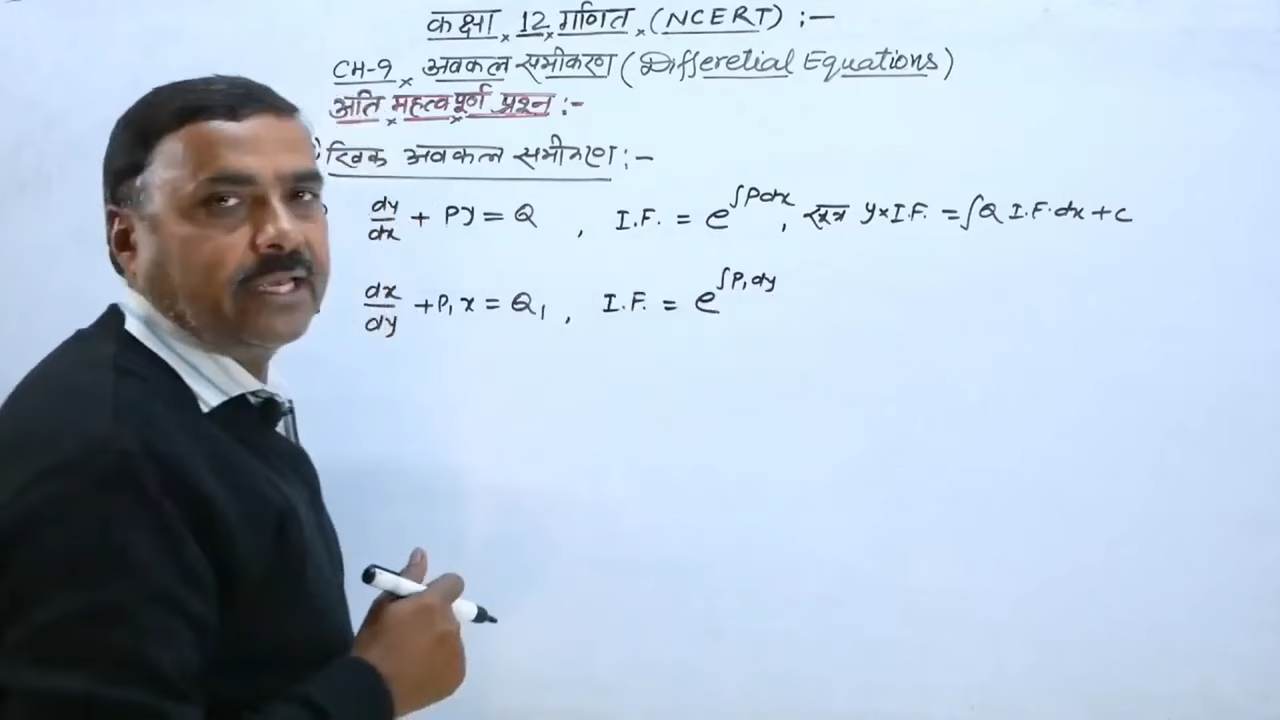 कक्षा 12 गणित (NCERT) :-
CH-9 अवकल समीकरण (Differetial Equations)
अति महत्वपूर्ण प्रश्न :-
अवकल समीकरण :-
dy/dx + Py = Q , I.F. = e^∫Pdx , सूत्र y×I.F. = ∫Q I.F. dx + c
dx/dy + P₁x = Q₁ , I.F. = e^∫P₁dy